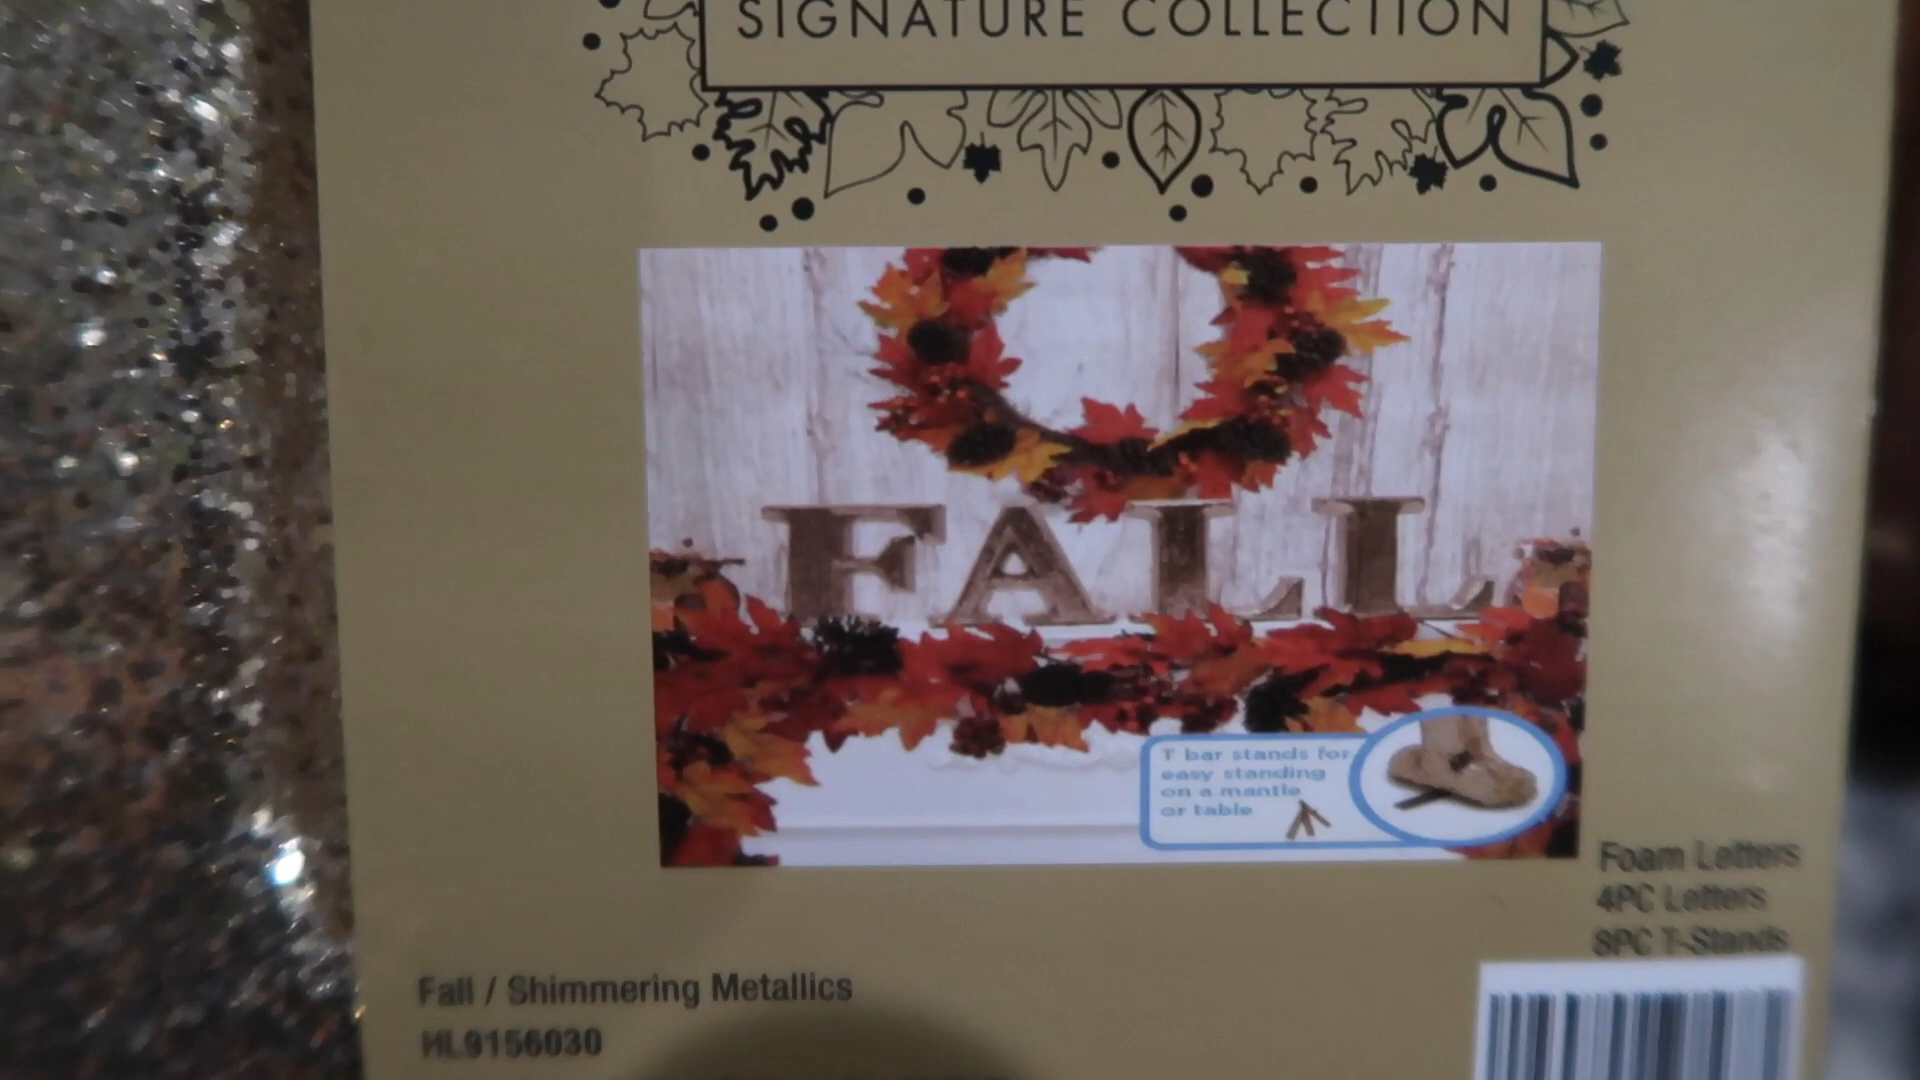 SIGNATURE COLLECTION
FALL
T bar stands for
easy standing
on a mantle
or table
Foam Letters
4PC Letters
8PC T-Stands
Fall / Shimmering Metallics
HL9156030